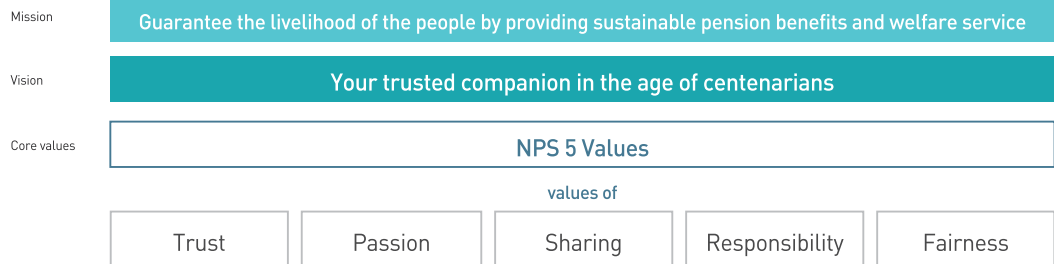 Mission
Guarantee the livelihood of the people by providing sustainable pension benefits and welfare service
Vision
Your trusted companion in the age of centenarians
Core values
NPS 5 Values
values of
Trust
Passion
Sharing
Responsibility
Fairness